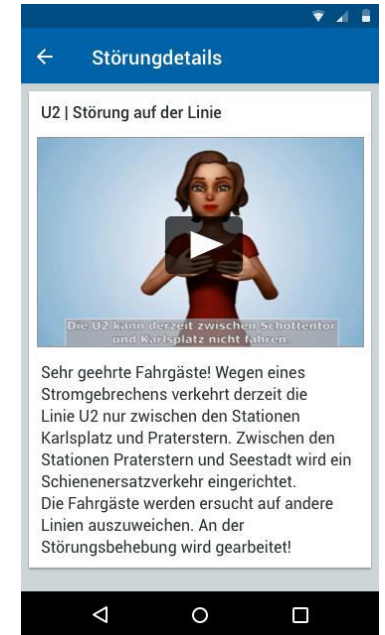 Störungdetails
U2 | Störung auf der Linie
Die U2 kann derzeit zwischen Schottentor
und Karlsplatz nicht fahren.
Sehr geehrte Fahrgäste! Wegen eines
Stromgebrechens verkehrt derzeit die
Linie U2 nur zwischen den Stationen
Karlsplatz und Praterstern. Zwischen den
Stationen Praterstern und Seestadt wird ein
Schienenersatzverkehr eingerichtet.
Die Fahrgäste werden ersucht auf andere
Linien auszuweichen. An der
Störungsbehebung wird gearbeitet!